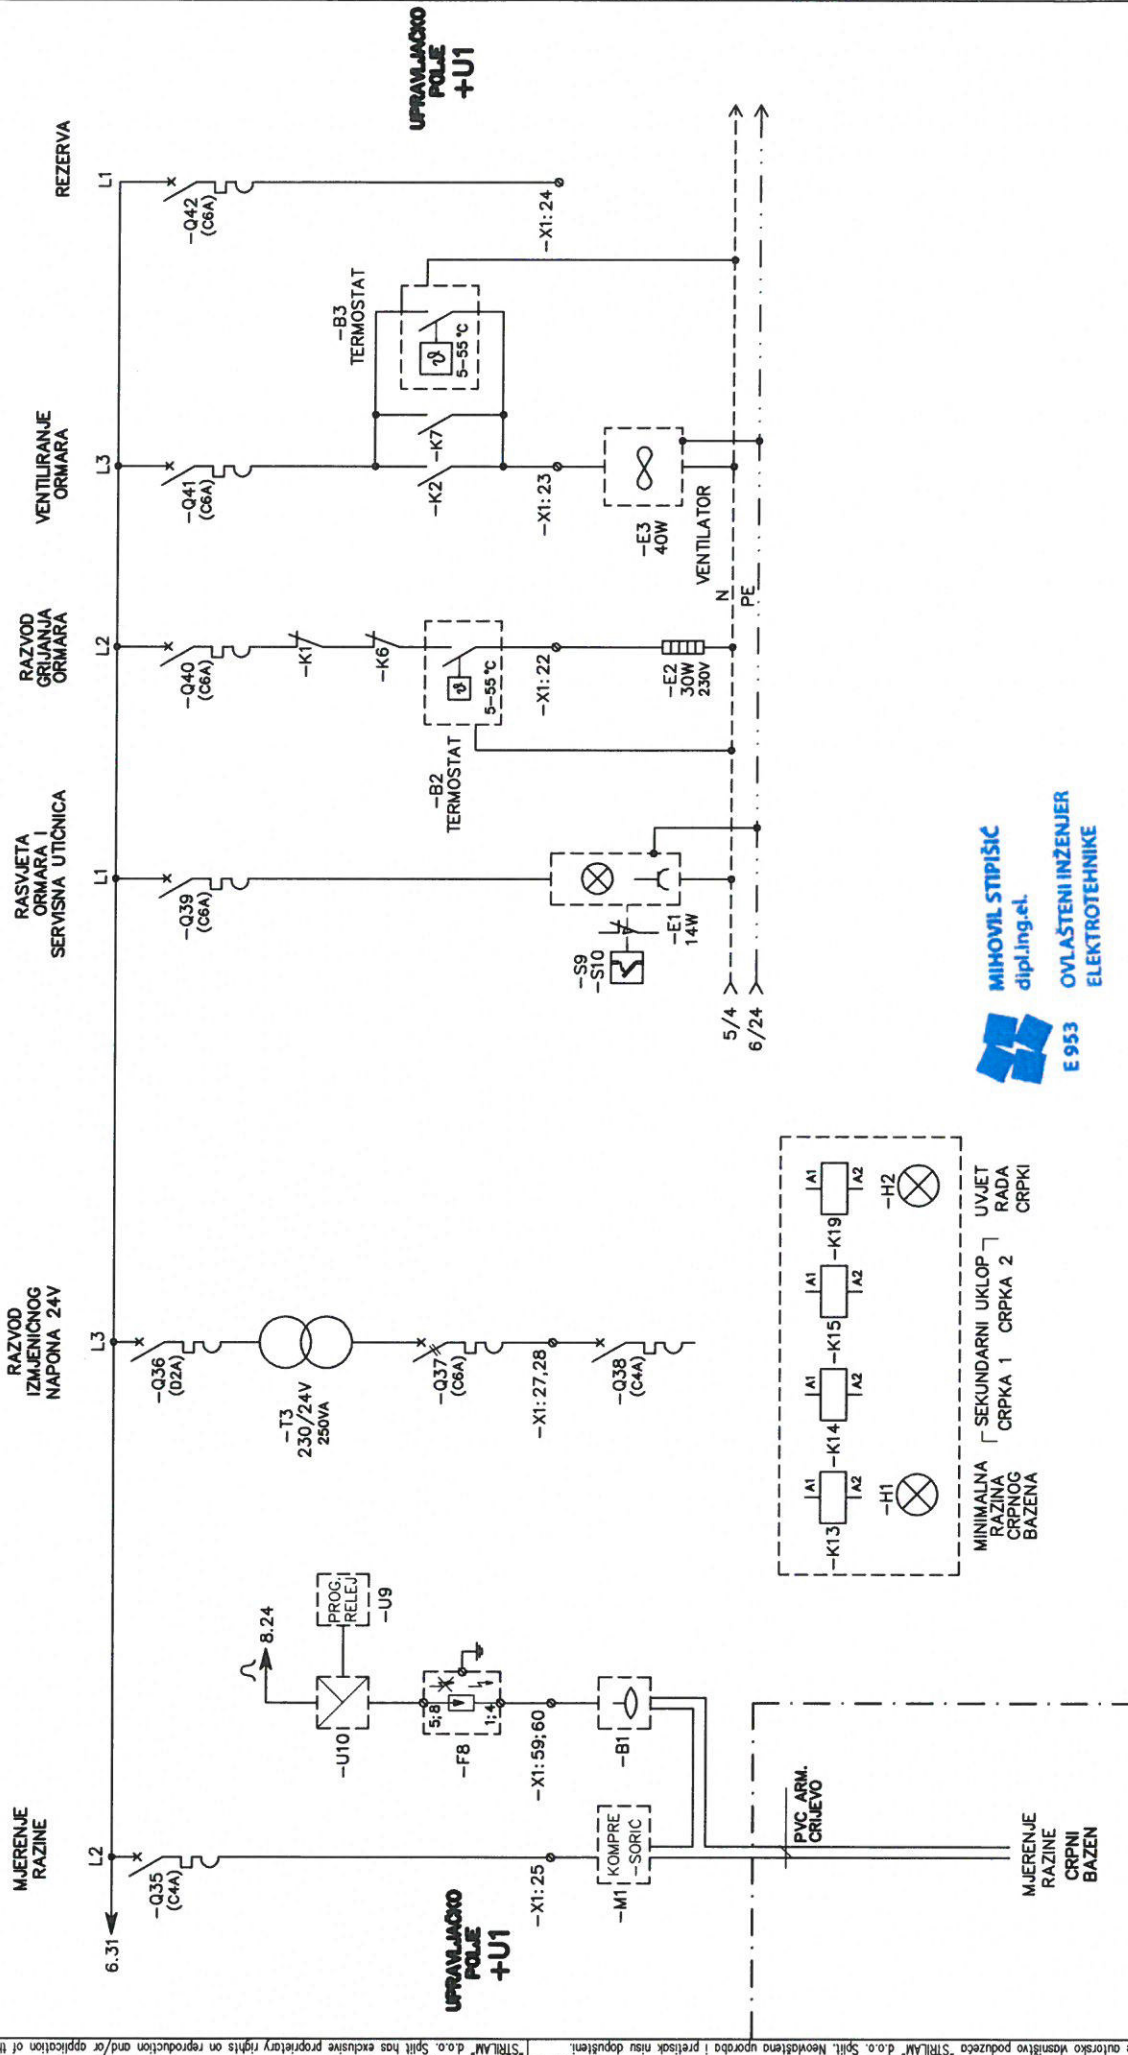 MJERENJE
RAZINE
RAZVOD
IZMJENIČNOG
NAPONA 24V
RASVJETA
ORMARA I
SERVISNA UTIČNICA
RAZVOD
GRIJANJA
ORMARA
VENTILIRANJE
ORMARA
REZERVA
6.31
L2
L3
L1
L2
L3
L1
-Q35
(C4A)
-Q36
(D2A)
-Q39
(C6A)
-Q40
(C6A)
-Q41
(C6A)
-Q42
(C6A)
8.24
PROG.
RELEJ
-U9
-U10
-T3
230/24V
250VA
-K1
-K6
5;8
1;4
-F8
-Q37
(C6A)
-B2
TERMOSTAT
ϑ
5-55°C
-K2
-K7
-B3
TERMOSTAT
ϑ
5-55°C
UPRAVLJAČKO
POLJE
+U1
UPRAVLJAČKO
POLJE
+U1
-X1:25
-X1:59;60
-X1:27,28
-X1:22
-X1:23
-X1:24
-Q38
(C4A)
-M1
KOMPRE
-SORIĆ
-B1
-S9
-S10
-E1
14W
-E2
30W
230V
-E3
40W
VENTILATOR
5/4
6/24
N
PE
PVC ARM.
CRIJEVO
-K13
A1
A2
-K14
A1
A2
-K15
A1
A2
-K19
A1
A2
-H1
-H2
MINIMALNA
RAZINA
CRPNOG
BAZENA
SEKUNDARNI UKLOP
CRPKA 1
CRPKA 2
UVJET
RADA
CRPKI
MJERENJE
RAZINE
CRPNI
BAZEN
MIHOVIL STIPIŠIĆ
dipl.ing.el.
E 953
OVLAŠTENI INŽENJER
ELEKTROTEHNIKE
autorsko vlasništvo poduzeća "STRILAM" d.o.o. Split. Neovlaštena uporaba i pretisak nisu dopušteni.
"STRILAM" d.o.o. Split has exclusive proprietary rights on reproduction and/or application of